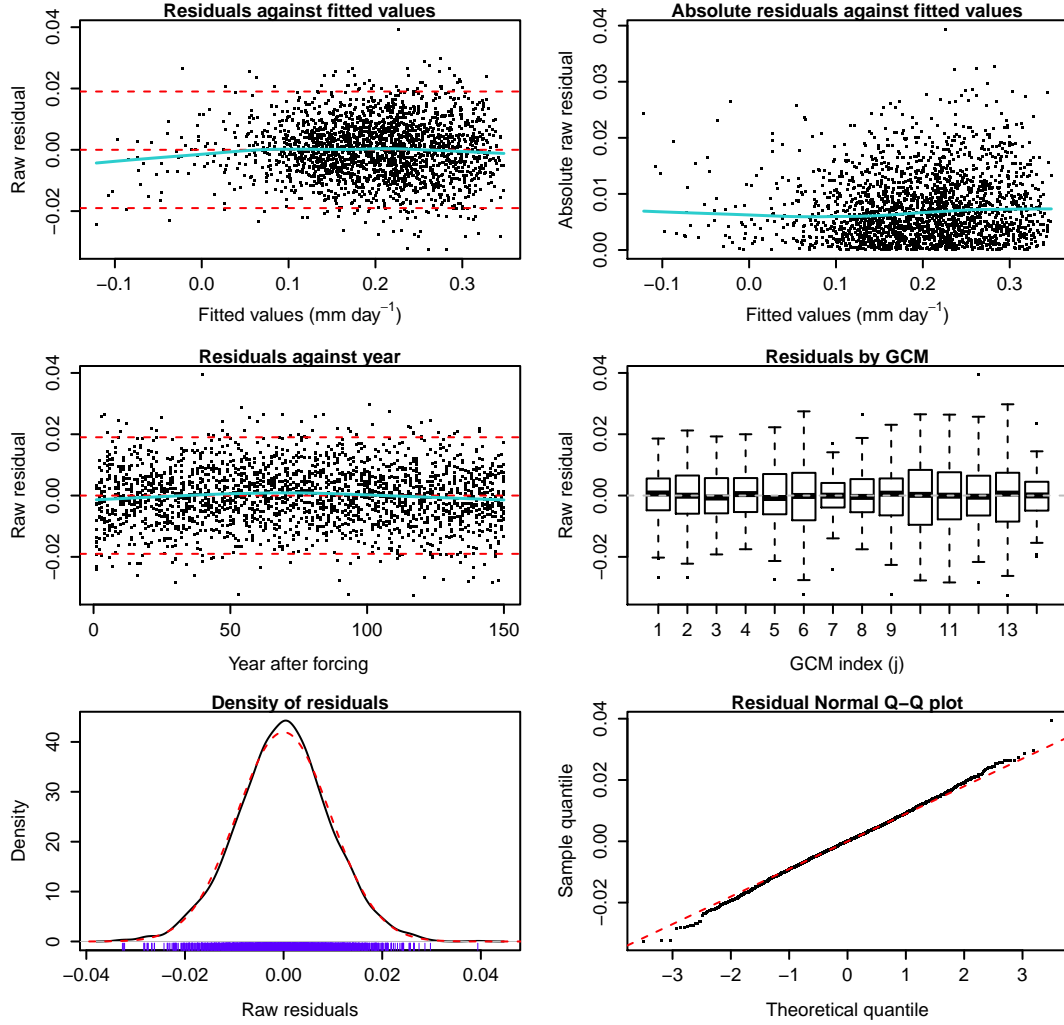 Residuals against fitted values
Raw residual
−0.02 0.00 0.02 0.04
−0.1 0.0 0.1 0.2 0.3
Fitted values (mm day−1)
Absolute residuals against fitted values
Absolute raw residual
0.00 0.01 0.02 0.03 0.04
−0.1 0.0 0.1 0.2 0.3
Fitted values (mm day−1)
Residuals against year
Raw residual
−0.02 0.00 0.02 0.04
0 50 100 150
Year after forcing
Residuals by GCM
Raw residual
−0.02 0.00 0.02 0.04
1 2 3 4 5 6 7 8 9 11 13
GCM index (j)
Density of residuals
Density
0 10 20 30 40
−0.04 −0.02 0.00 0.02 0.04
Raw residuals
Residual Normal Q−Q plot
Sample quantile
−0.02 0.00 0.02 0.04
−3 −2 −1 0 1 2 3
Theoretical quantile